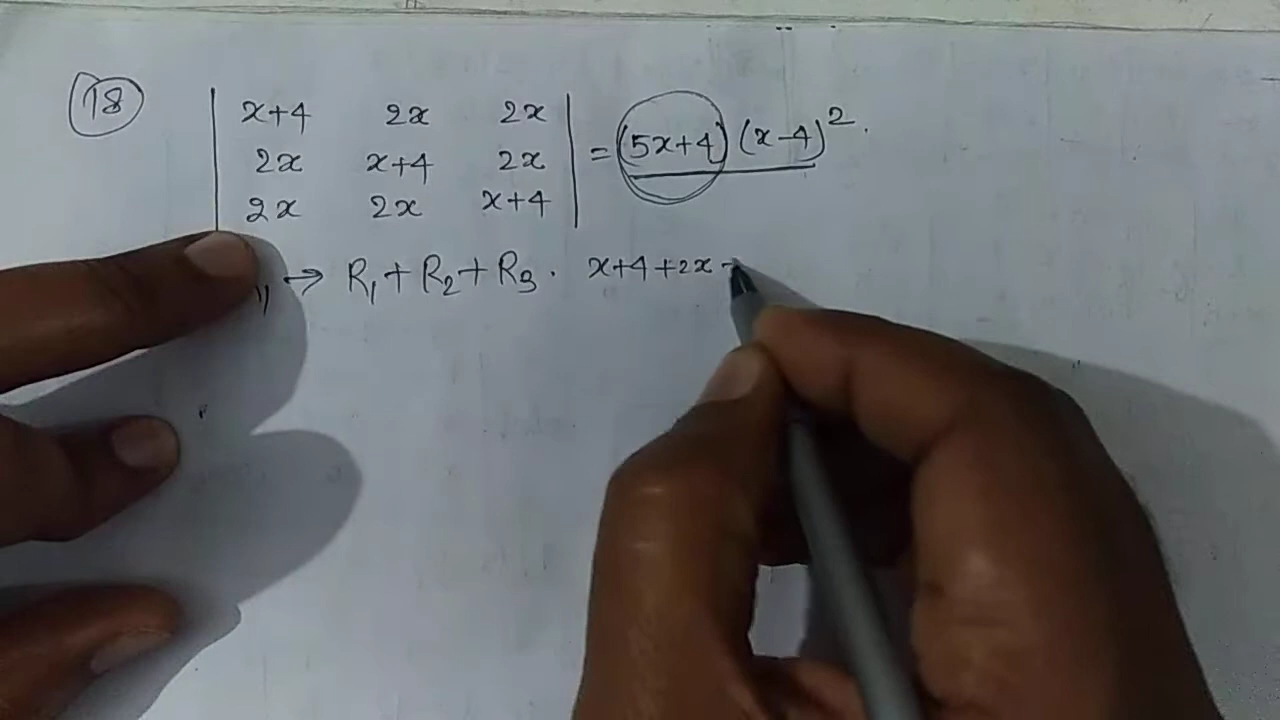 18
x+4 2x 2x
2x x+4 2x = (5x+4) (x-4)².
2x 2x x+4
→ R₁+R₂+R₃. x+4+2x